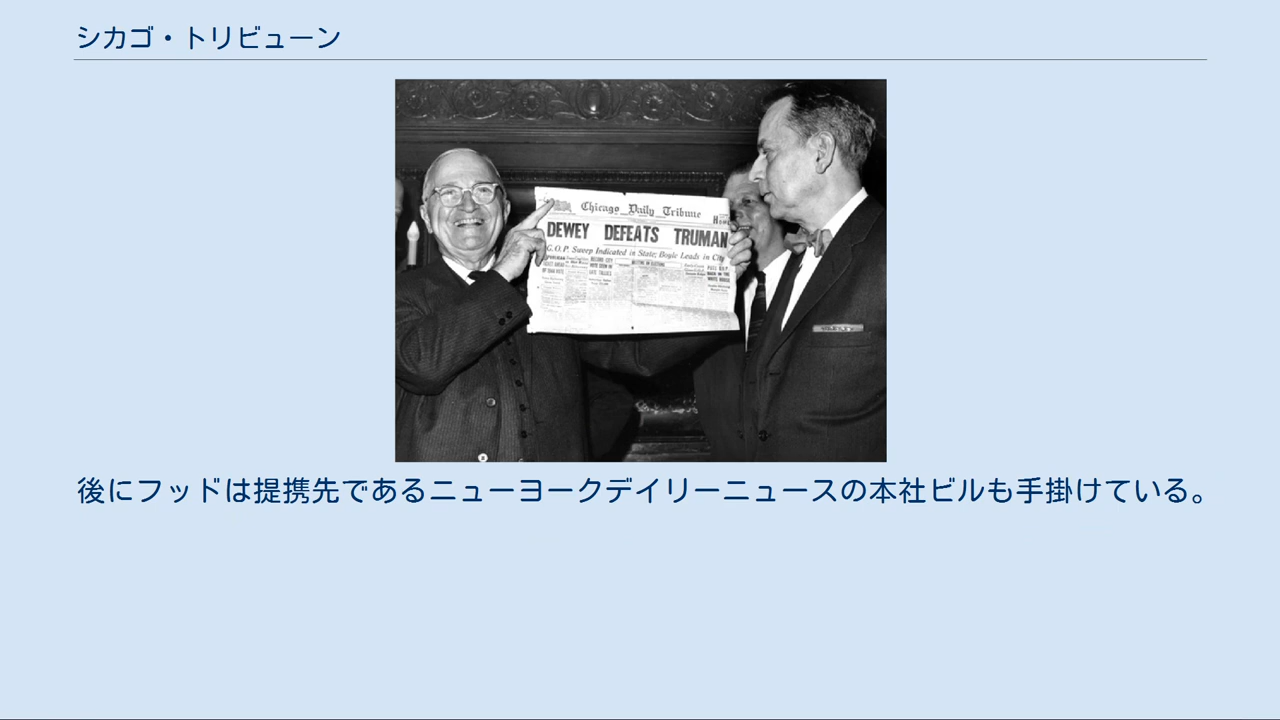 シカゴ・トリビューン
Chicago Daily Tribune
DEWEY DEFEATS TRUMAN
G.O.P. Sweep Indicated in State; Boyle Leads in City
後にフッドは提携先であるニューヨークデイリーニュースの本社ビルも手掛けている。